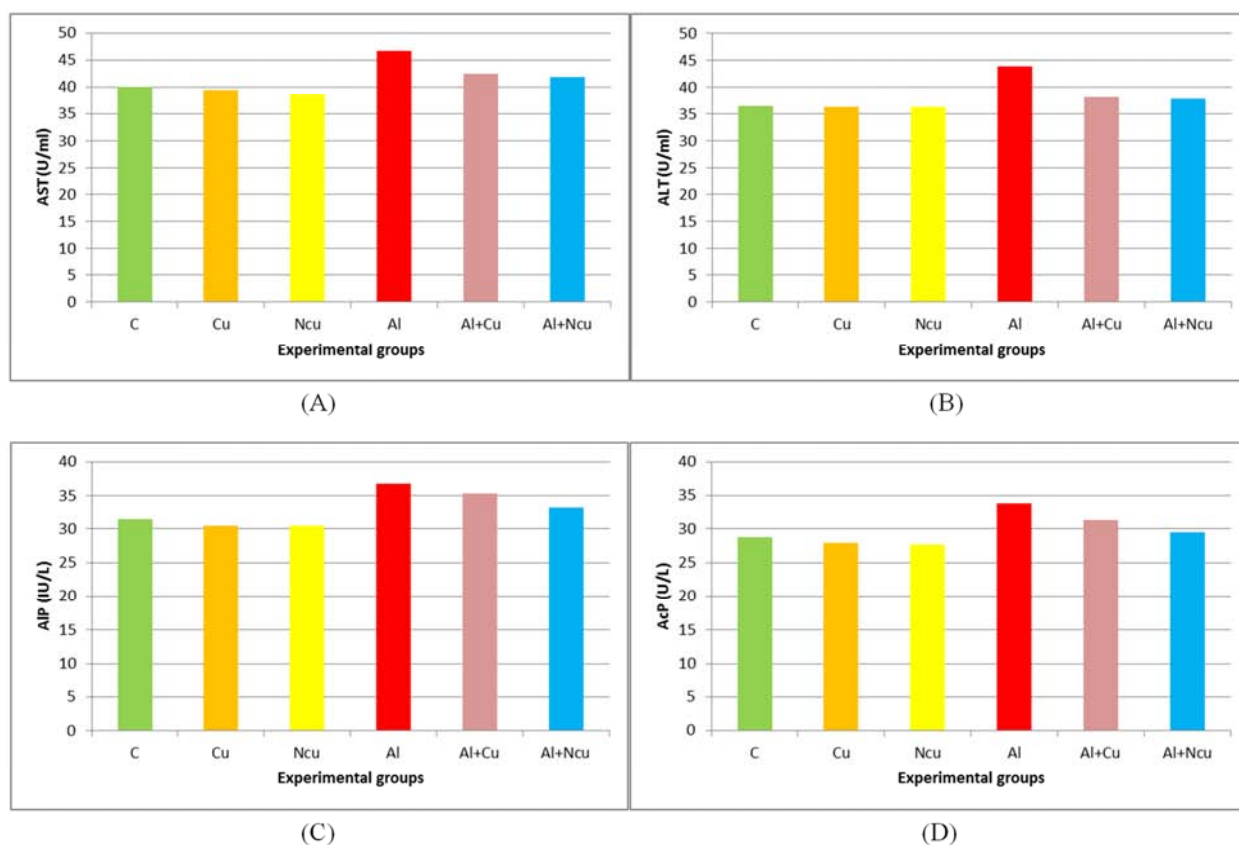 50
45
40
35
30
25
20
15
10
5
0
AST (U/ml)
C Cu Ncu Al Al+Cu Al+Ncu
Experimental groups
(A)
50
45
40
35
30
25
20
15
10
5
0
ALT (U/ml)
C Cu Ncu Al Al+Cu Al+Ncu
Experimental groups
(B)
40
35
30
25
20
15
10
5
0
AlP (IU/L)
C Cu Ncu Al Al+Cu Al+Ncu
Experimental groups
(C)
40
35
30
25
20
15
10
5
0
AcP (U/L)
C Cu Ncu Al Al+Cu Al+Ncu
Experimental groups
(D)